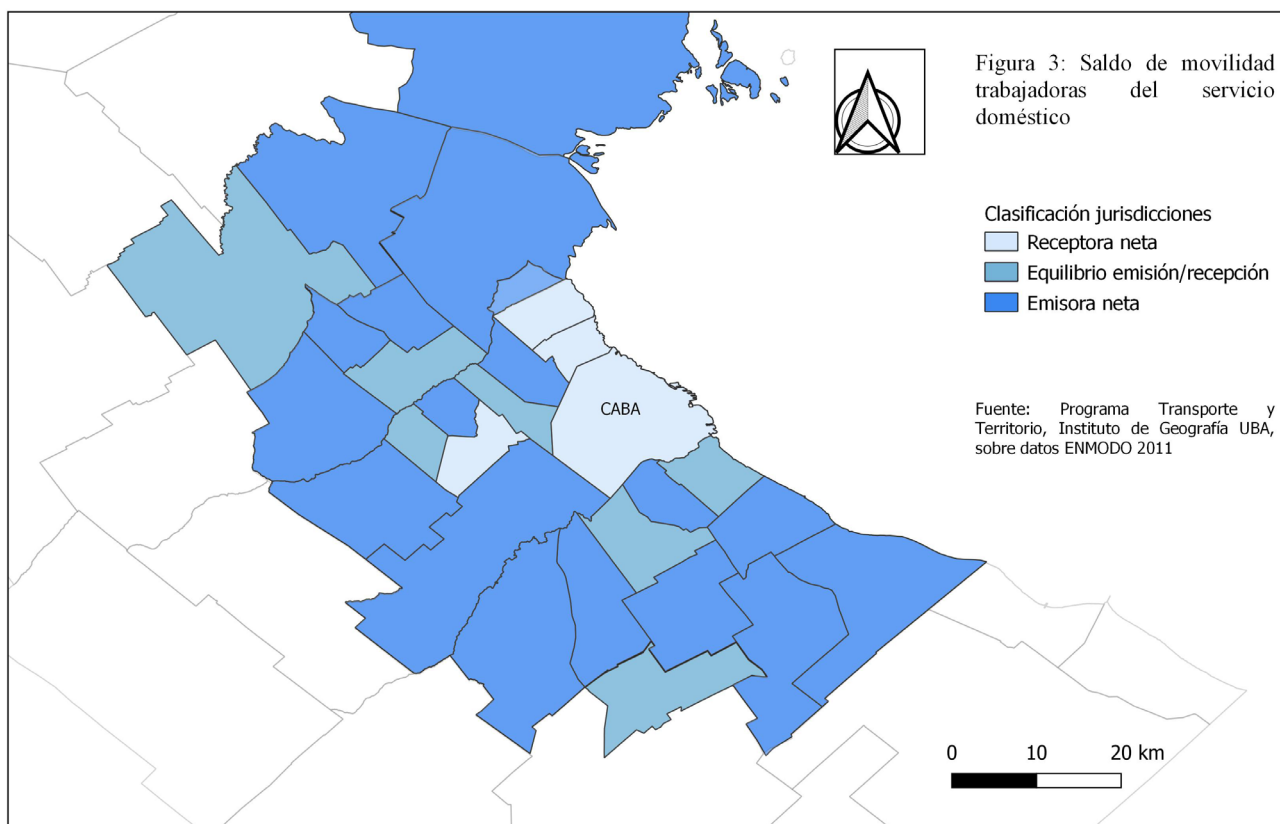 Figura 3: Saldo de movilidad
trabajadoras del servicio
doméstico
Clasificación jurisdicciones
Receptora neta
Equilibrio emisión/recepción
Emisora neta
CABA
Fuente: Programa Transporte y
Territorio, Instituto de Geografía UBA,
sobre datos ENMODO 2011
0 10 20 km